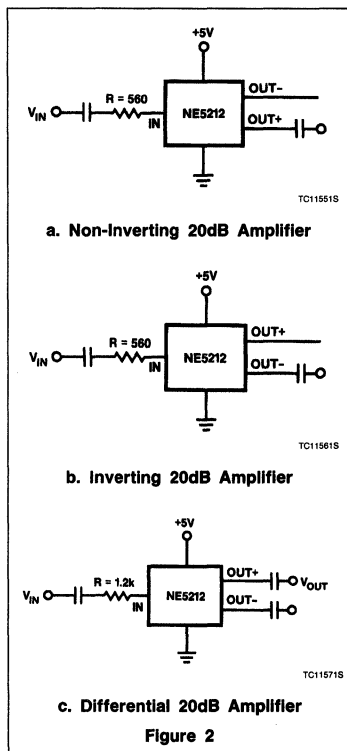 +5V
OUT–
V_IN
R = 560
NE5212
IN
OUT+
TC11551S
a. Non-Inverting 20dB Amplifier
+5V
OUT+
V_IN
R = 560
NE5212
IN
OUT–
TC11561S
b. Inverting 20dB Amplifier
+5V
OUT+
V_OUT
V_IN
R = 1.2k
NE5212
IN
OUT–
TC11571S
c. Differential 20dB Amplifier
Figure 2